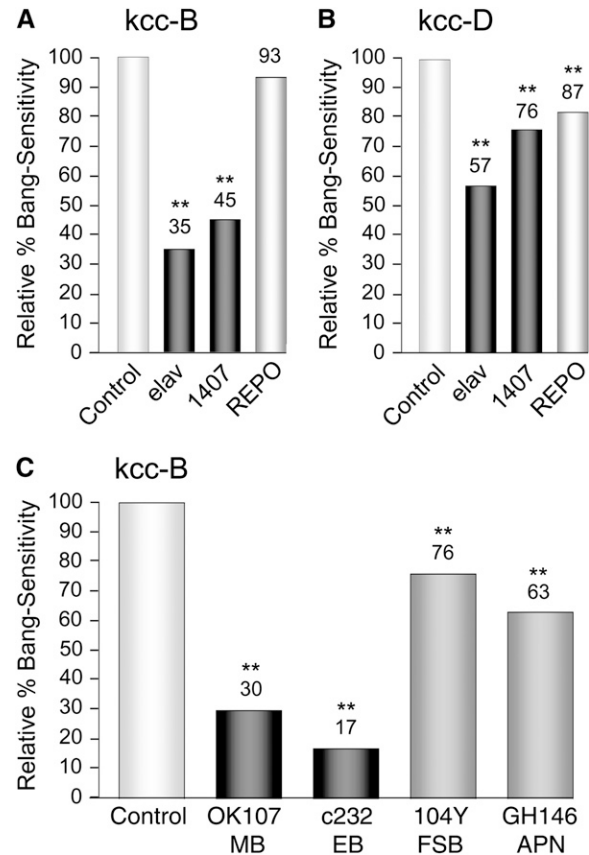 A
kcc-B
Relative % Bang-Sensitivity
100
90
80
70
60
50
40
30
20
10
0
**
35
**
45
93
Control
elav
1407
REPO
B
kcc-D
Relative % Bang-Sensitivity
100
90
80
70
60
50
40
30
20
10
0
**
57
**
76
**
87
Control
elav
1407
REPO
C
kcc-B
Relative % Bang-Sensitivity
100
90
80
70
60
50
40
30
20
10
0
**
30
**
17
**
76
**
63
Control
OK107
MB
c232
EB
104Y
FSB
GH146
APN